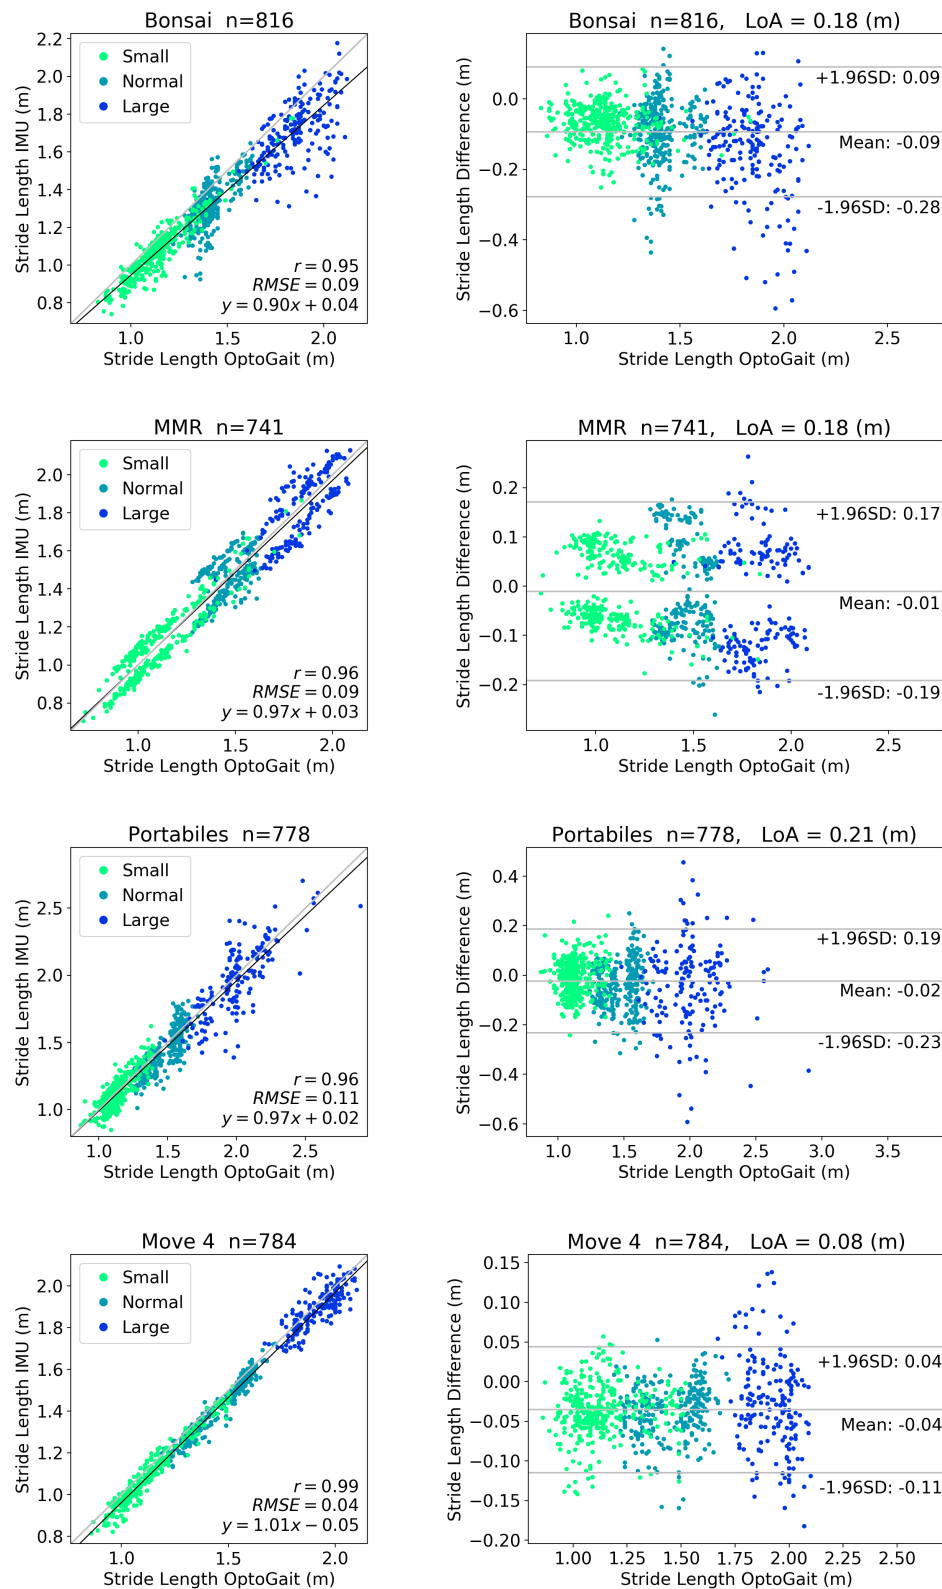 Bonsai  n=816
Small
Normal
Large
2.2
2.0
1.8
1.6
1.4
1.2
1.0
0.8
Stride Length IMU (m)
r = 0.95
RMSE = 0.09
y = 0.90x + 0.04
1.0 1.5 2.0
Stride Length OptoGait (m)
Bonsai  n=816,   LoA = 0.18 (m)
0.0
−0.2
−0.4
−0.6
Stride Length Difference (m)
+1.96SD: 0.09
Mean: -0.09
-1.96SD: -0.28
1.0 1.5 2.0 2.5
Stride Length OptoGait (m)
MMR  n=741
Small
Normal
Large
2.0
1.8
1.6
1.4
1.2
1.0
0.8
Stride Length IMU (m)
r = 0.96
RMSE = 0.09
y = 0.97x + 0.03
1.0 1.5 2.0
Stride Length OptoGait (m)
MMR  n=741,   LoA = 0.18 (m)
0.2
0.1
0.0
−0.1
−0.2
Stride Length Difference (m)
+1.96SD: 0.17
Mean: -0.01
-1.96SD: -0.19
1.0 1.5 2.0 2.5
Stride Length OptoGait (m)
Portabiles  n=778
Small
Normal
Large
2.5
2.0
1.5
1.0
Stride Length IMU (m)
r = 0.96
RMSE = 0.11
y = 0.97x + 0.02
1.0 1.5 2.0 2.5
Stride Length OptoGait (m)
Portabiles  n=778,   LoA = 0.21 (m)
0.4
0.2
0.0
−0.2
−0.4
−0.6
Stride Length Difference (m)
+1.96SD: 0.19
Mean: -0.02
-1.96SD: -0.23
1.0 1.5 2.0 2.5 3.0 3.5
Stride Length OptoGait (m)
Move 4  n=784
Small
Normal
Large
2.0
1.8
1.6
1.4
1.2
1.0
0.8
Stride Length IMU (m)
r = 0.99
RMSE = 0.04
y = 1.01x − 0.05
1.0 1.5 2.0
Stride Length OptoGait (m)
Move 4  n=784,   LoA = 0.08 (m)
0.15
0.10
0.05
0.00
−0.05
−0.10
−0.15
−0.20
Stride Length Difference (m)
+1.96SD: 0.04
Mean: -0.04
-1.96SD: -0.11
1.00 1.25 1.50 1.75 2.00 2.25 2.50
Stride Length OptoGait (m)